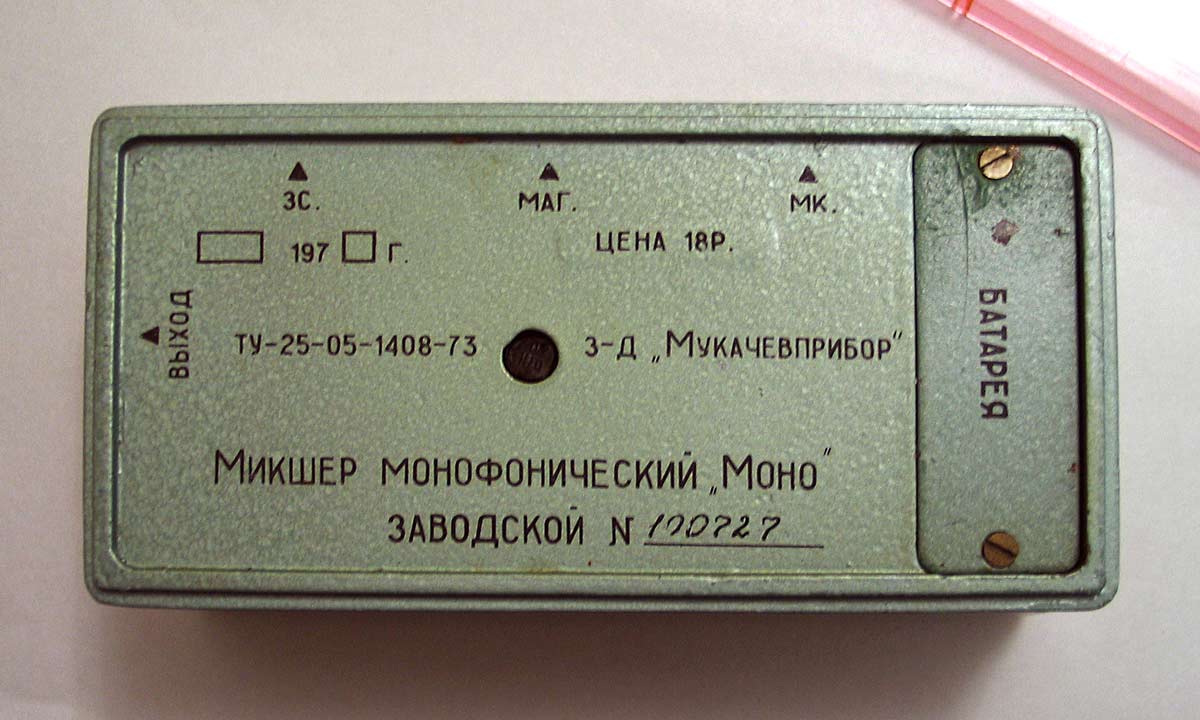 ЗС. МАГ. МК.
197 Г. ЦЕНА 18Р.
ВЫХОД
ТУ-25-05-1408-73 З-Д „МУКАЧЕВПРИБОР"
БАТАРЕЯ
МИКШЕР МОНОФОНИЧЕСКИЙ „МОНО"
ЗАВОДСКОЙ N 100727